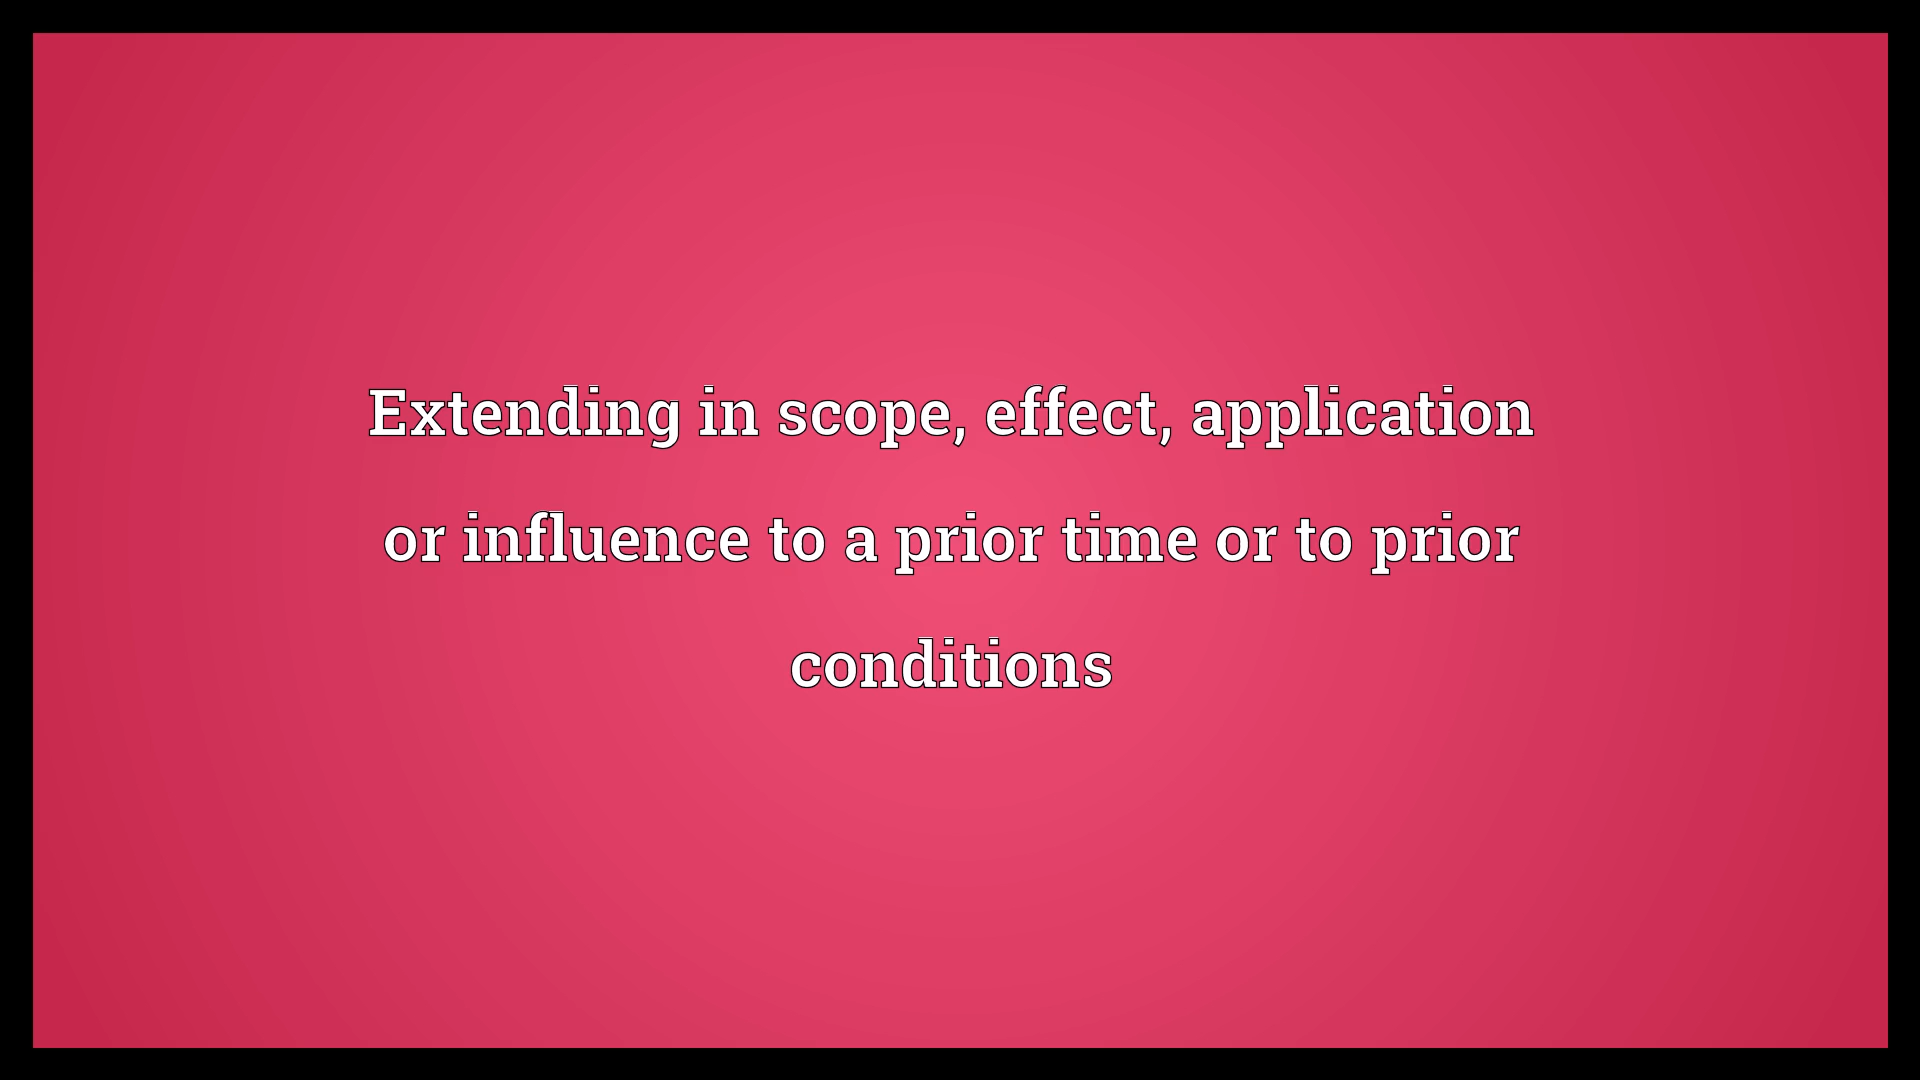 Extending in scope, effect, application
or influence to a prior time or to prior
conditions